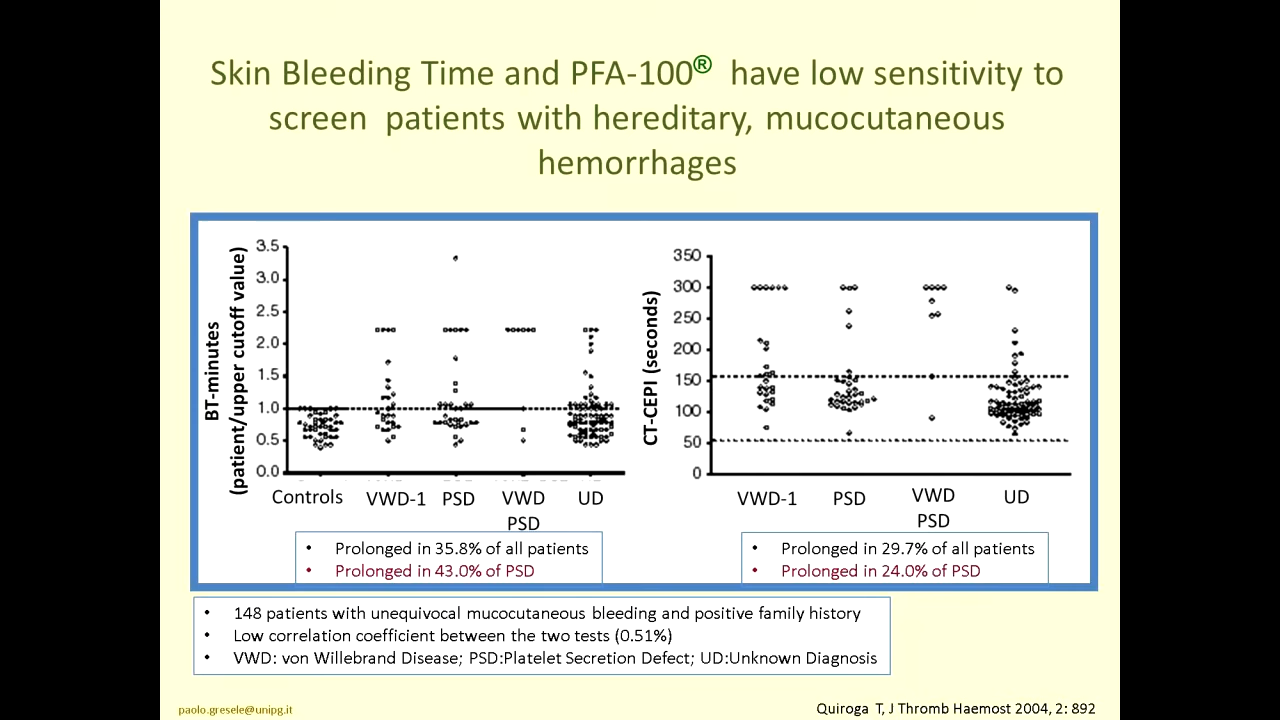 Skin Bleeding Time and PFA-100® have low sensitivity to
screen patients with hereditary, mucocutaneous
hemorrhages
BT-minutes
(patient/upper cutoff value)
3.5
3.0
2.5
2.0
1.5
1.0
0.5
0.0
Controls VWD-1 PSD VWD UD
PSD
• Prolonged in 35.8% of all patients
• Prolonged in 43.0% of PSD
CT-CEPI (seconds)
350
300
250
200
150
100
50
0
VWD-1 PSD VWD UD
PSD
• Prolonged in 29.7% of all patients
• Prolonged in 24.0% of PSD
• 148 patients with unequivocal mucocutaneous bleeding and positive family history
• Low correlation coefficient between the two tests (0.51%)
• VWD: von Willebrand Disease; PSD:Platelet Secretion Defect; UD:Unknown Diagnosis
paolo.gresele@unipg.it
Quiroga T, J Thromb Haemost 2004, 2: 892